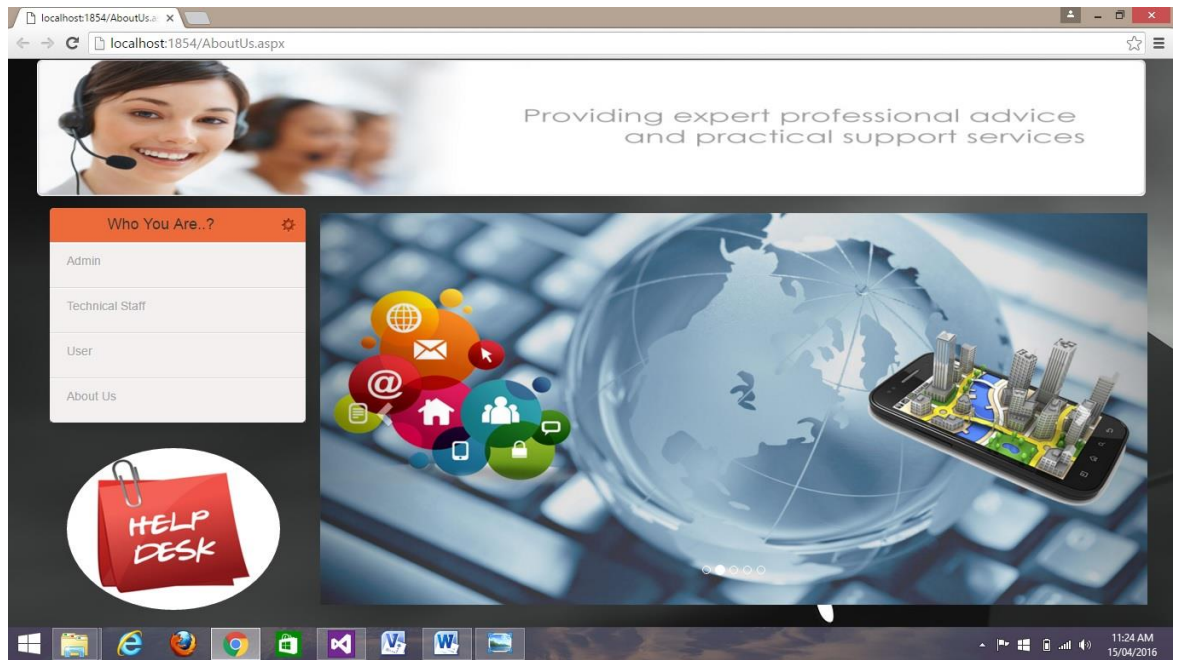 localhost:1854/AboutUs.a
localhost:1854/AboutUs.aspx
Providing expert professional advice
and practical support services
Who You Are..?
Admin
Technical Staff
User
About Us
HELP
DESK
@
11:24 AM
15/04/2016